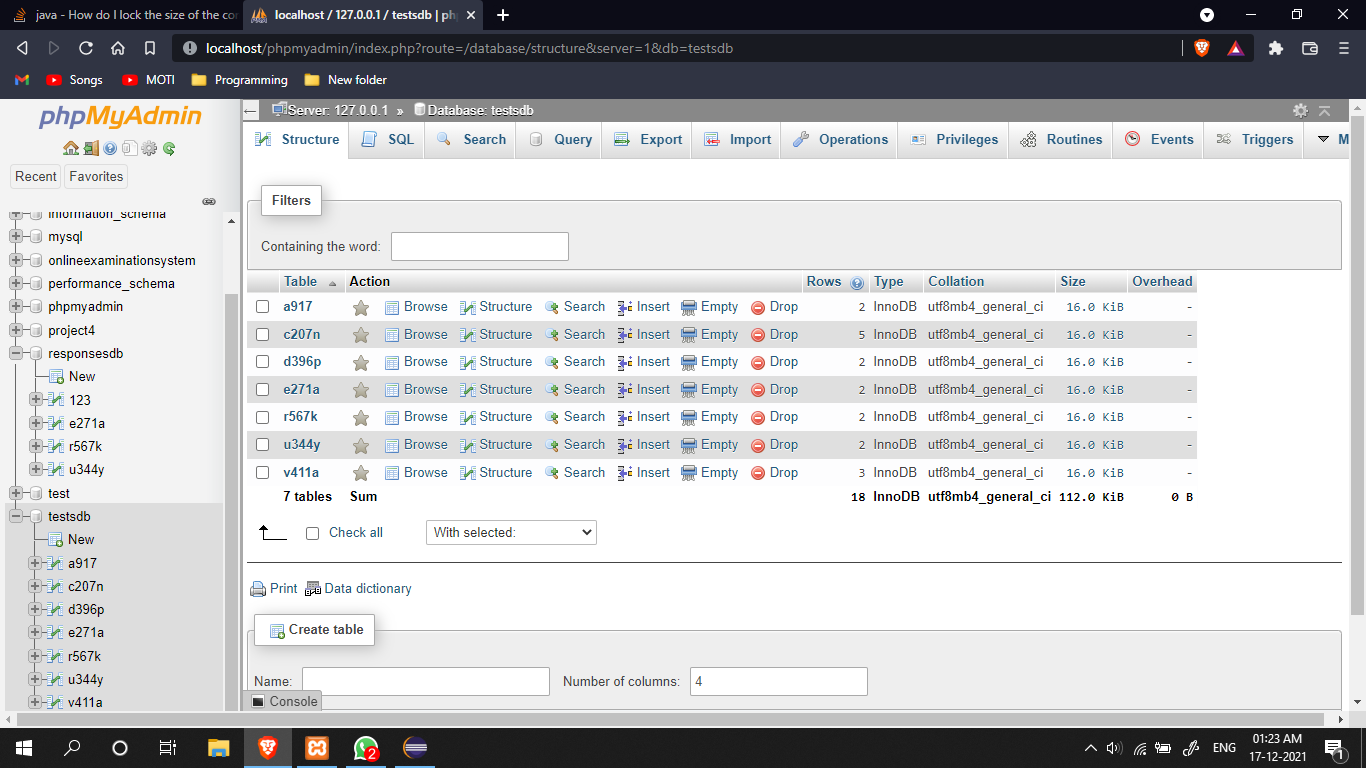 java - How do I lock the size of the co
localhost / 127.0.0.1 / testsdb | ph
localhost/phpmyadmin/index.php?route=/database/structure&server=1&db=testsdb
Songs
MOTI
Programming
New folder
phpMyAdmin
Recent
Favorites
information_schema
mysql
onlineexaminationsystem
performance_schema
phpmyadmin
project4
responsesdb
New
123
e271a
r567k
u344y
test
testsdb
New
a917
c207n
d396p
e271a
r567k
u344y
v411a
Server: 127.0.0.1 » Database: testsdb
Structure SQL Search Query Export Import Operations Privileges Routines Events Triggers M
Filters
Containing the word:
Table Action Rows Type Collation Size Overhead
a917 Browse Structure Search Insert Empty Drop 2 InnoDB utf8mb4_general_ci 16.0 KiB -
c207n Browse Structure Search Insert Empty Drop 5 InnoDB utf8mb4_general_ci 16.0 KiB -
d396p Browse Structure Search Insert Empty Drop 2 InnoDB utf8mb4_general_ci 16.0 KiB -
e271a Browse Structure Search Insert Empty Drop 2 InnoDB utf8mb4_general_ci 16.0 KiB -
r567k Browse Structure Search Insert Empty Drop 2 InnoDB utf8mb4_general_ci 16.0 KiB -
u344y Browse Structure Search Insert Empty Drop 2 InnoDB utf8mb4_general_ci 16.0 KiB -
v411a Browse Structure Search Insert Empty Drop 3 InnoDB utf8mb4_general_ci 16.0 KiB -
7 tables Sum 18 InnoDB utf8mb4_general_ci 112.0 KiB 0 B
Check all
With selected:
Print Data dictionary
Create table
Name:
Number of columns: 4
Console
2
ENG
01:23 AM
17-12-2021
1